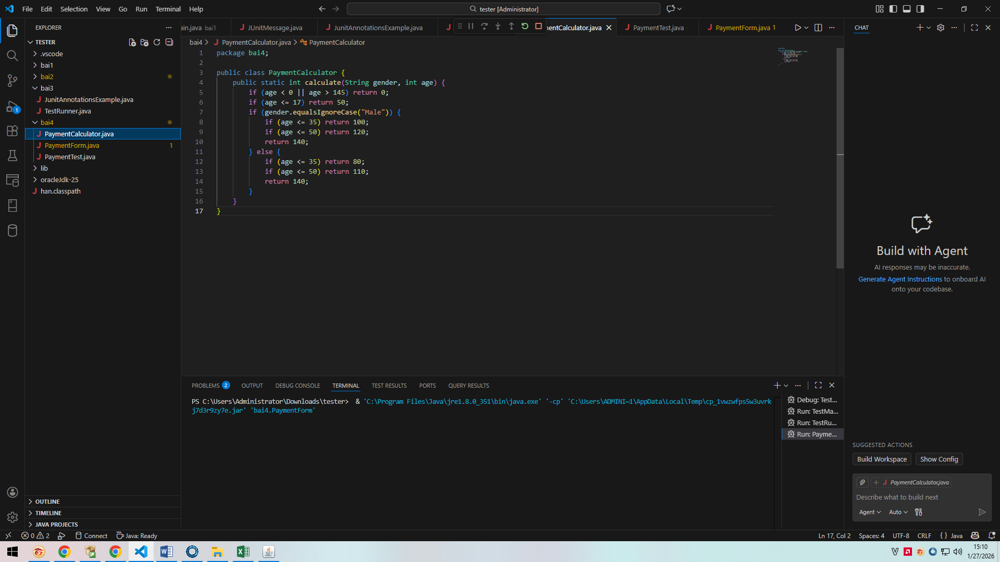 File Edit Selection View Go Run Terminal Help
tester [Administrator]
EXPLORER
TESTER
.vscode
bai1
bai2
bai3
JunitAnnotationsExample.java
TestRunner.java
bai4
PaymentCalculator.java
PaymentForm.java 1
PaymentTest.java
lib
oracleJdk-25
han.classpath
OUTLINE
TIMELINE
JAVA PROJECTS
1
ain.java bai1
JUnitMessage.java
JunitAnnotationsExample.java
mentCalculator.java
PaymentTest.java
PaymentForm.java 1
bai4 > PaymentCalculator.java > PaymentCalculator
1 package bai4;
2
3 public class PaymentCalculator {
4 public static int calculate(String gender, int age) {
5 if (age < 0 || age > 145) return 0;
6 if (age <= 17) return 50;
7 if (gender.equalsIgnoreCase("Male")) {
8 if (age <= 35) return 100;
9 if (age <= 50) return 120;
10 return 140;
11 } else {
12 if (age <= 35) return 80;
13 if (age <= 50) return 110;
14 return 140;
15 }
16 }
17 }
PROBLEMS 2 OUTPUT DEBUG CONSOLE TERMINAL TEST RESULTS PORTS QUERY RESULTS
PS C:\Users\Administrator\Downloads\tester> & 'C:\Program Files\Java\jre1.8.0_351\bin\java.exe' '-cp' 'C:\Users\ADMINI~1\AppData\Local\Temp\cp_1vwzwfps5w3uvrk
j7d3r9zy7e.jar' 'bai4.PaymentForm'
Debug: Test...
Run: TestMa...
Run: TestRu...
Run: Payme...
CHAT
Build with Agent
AI responses may be inaccurate.
Generate Agent Instructions to onboard AI
onto your codebase.
SUGGESTED ACTIONS
Build Workspace Show Config
PaymentCalculator.java
Describe what to build next
Agent Auto
0 2 Connect Java: Ready
Ln 17, Col 2 Spaces: 4 UTF-8 CRLF {} Java
15:10
1/27/2026